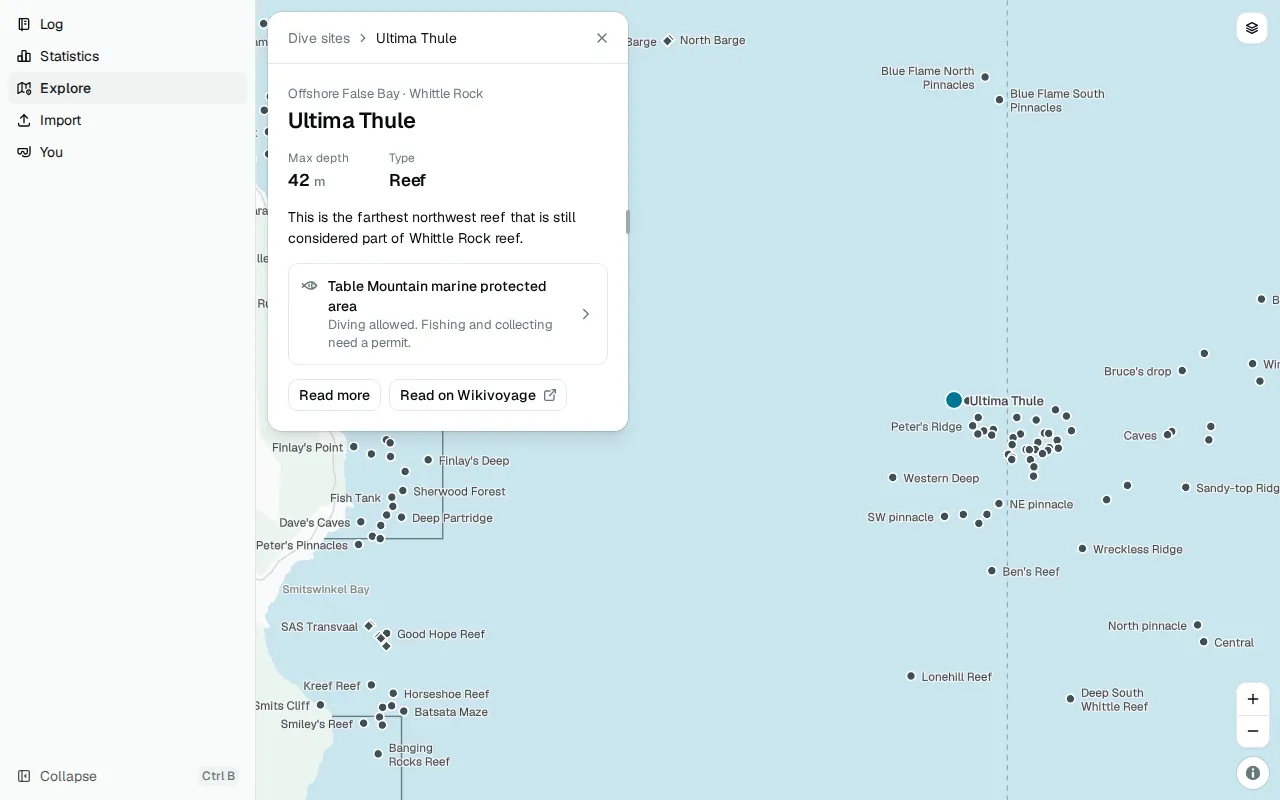 Log
Statistics
Explore
Import
You
Collapse
Ctrl B
Dive sites
Ultima Thule
Offshore False Bay · Whittle Rock
Ultima Thule
Max depth
Type
42 m
Reef
This is the farthest northwest reef that is still
considered part of Whittle Rock reef.
Table Mountain marine protected
area
Diving allowed. Fishing and collecting
need a permit.
Read more
Read on Wikivoyage
Barge
North Barge
Blue Flame North
Pinnacles
Blue Flame South
Pinnacles
Bruce's drop
Ultima Thule
Peter's Ridge
Caves
Western Deep
Sandy-top Ridg
NE pinnacle
SW pinnacle
Wreckless Ridge
Ben's Reef
North pinnacle
Central
Lonehill Reef
Deep South
Whittle Reef
Finlay's Point
Finlay's Deep
Sherwood Forest
Fish Tank
Deep Partridge
Dave's Caves
Peter's Pinnacles
Smitswinkel Bay
SAS Transvaal
Good Hope Reef
Kreef Reef
Horseshoe Reef
Smits Cliff
Batsata Maze
Smiley's Reef
Banging
Rocks Reef